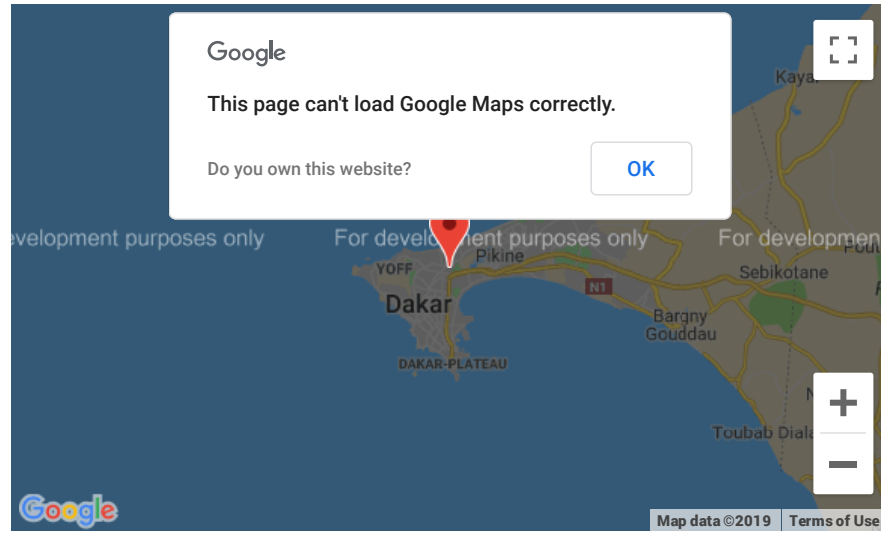 Google
This page can't load Google Maps correctly.
Do you own this website?
OK
Kaya
evelopment purposes only
For development purposes only
For developmen
Pikine
Pout
YOFF
Sebikotane
N1
Dakar
Bargny
Gouddau
DAKAR-PLATEAU
Toubab Diala
Google
Map data ©2019
Terms of Use